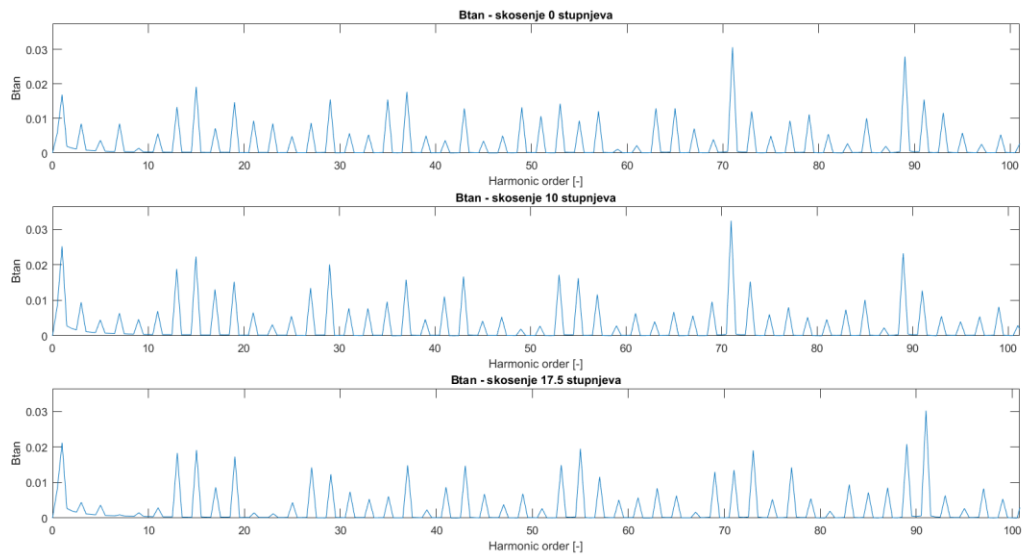 Btan - skosenje 0 stupnjeva
0.03
0.02
0.01
0
Btan
0 10 20 30 40 50 60 70 80 90 100
Harmonic order [-]
Btan - skosenje 10 stupnjeva
0.03
0.02
0.01
0
Btan
0 10 20 30 40 50 60 70 80 90 100
Harmonic order [-]
Btan - skosenje 17.5 stupnjeva
0.03
0.02
0.01
0
Btan
0 10 20 30 40 50 60 70 80 90 100
Harmonic order [-]